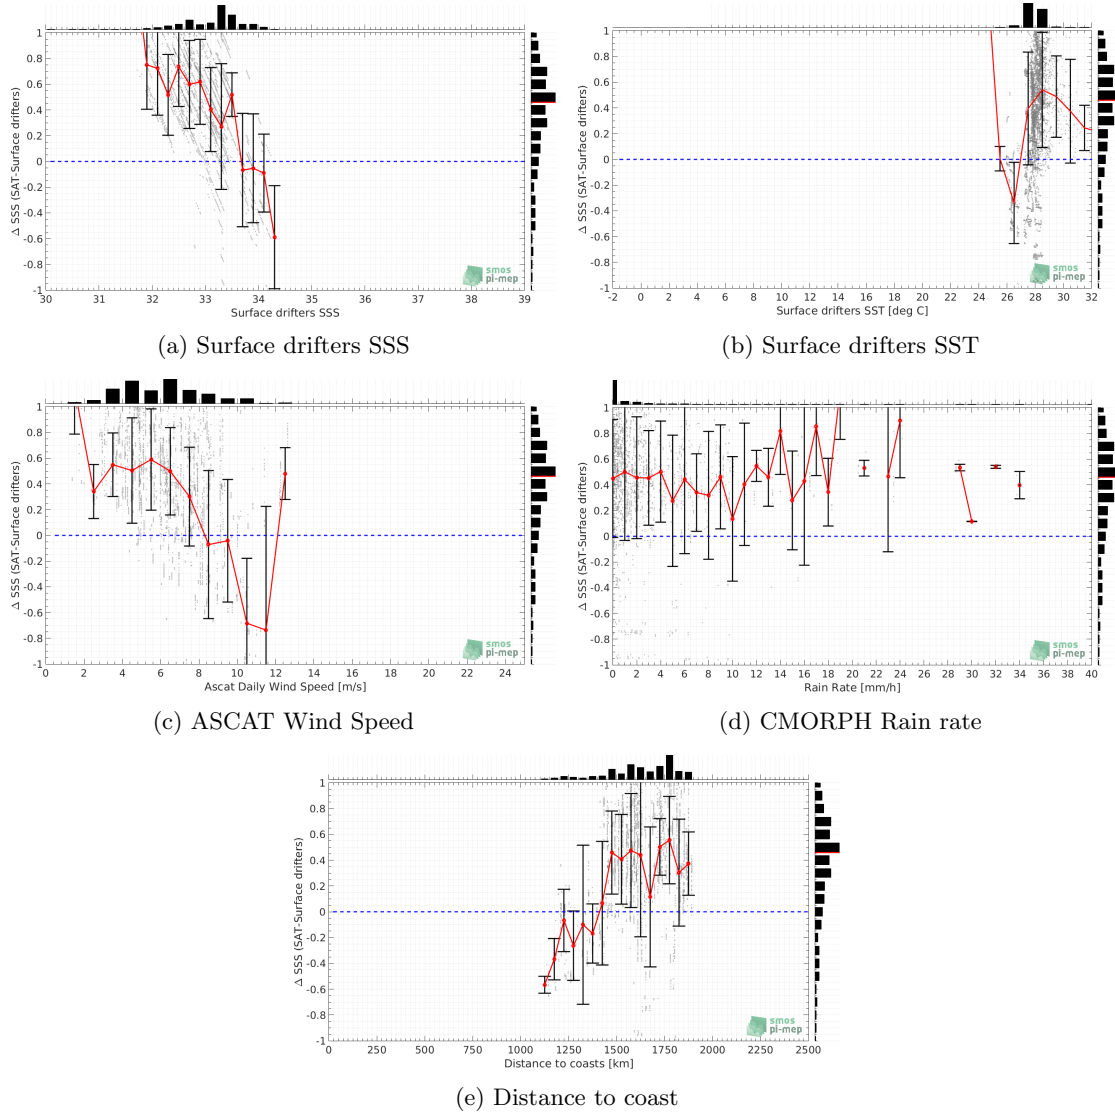 1
0.8
0.6
0.4
0.2
0
-0.2
-0.4
-0.6
-0.8
-1
Δ SSS (SAT-Surface drifters)
30 31 32 33 34 35 36 37 38 39
Surface drifters SSS
smos
pi-mep
(a) Surface drifters SSS
1
0.8
0.6
0.4
0.2
0
-0.2
-0.4
-0.6
-0.8
-1
Δ SSS (SAT-Surface drifters)
-2 0 2 4 6 8 10 12 14 16 18 20 22 24 26 28 30 32
Surface drifters SST [deg C]
smos
pi-mep
(b) Surface drifters SST
1
0.8
0.6
0.4
0.2
0
-0.2
-0.4
-0.6
-0.8
-1
Δ SSS (SAT-Surface drifters)
0 2 4 6 8 10 12 14 16 18 20 22 24
Ascat Daily Wind Speed [m/s]
smos
pi-mep
(c) ASCAT Wind Speed
1
0.8
0.6
0.4
0.2
0
-0.2
-0.4
-0.6
-0.8
-1
Δ SSS (SAT-Surface drifters)
0 2 4 6 8 10 12 14 16 18 20 22 24 26 28 30 32 34 36 38 40
Rain Rate [mm/h]
smos
pi-mep
(d) CMORPH Rain rate
1
0.8
0.6
0.4
0.2
0
-0.2
-0.4
-0.6
-0.8
-1
Δ SSS (SAT-Surface drifters)
0 250 500 750 1000 1250 1500 1750 2000 2250 2500
Distance to coasts [km]
smos
pi-mep
(e) Distance to coast